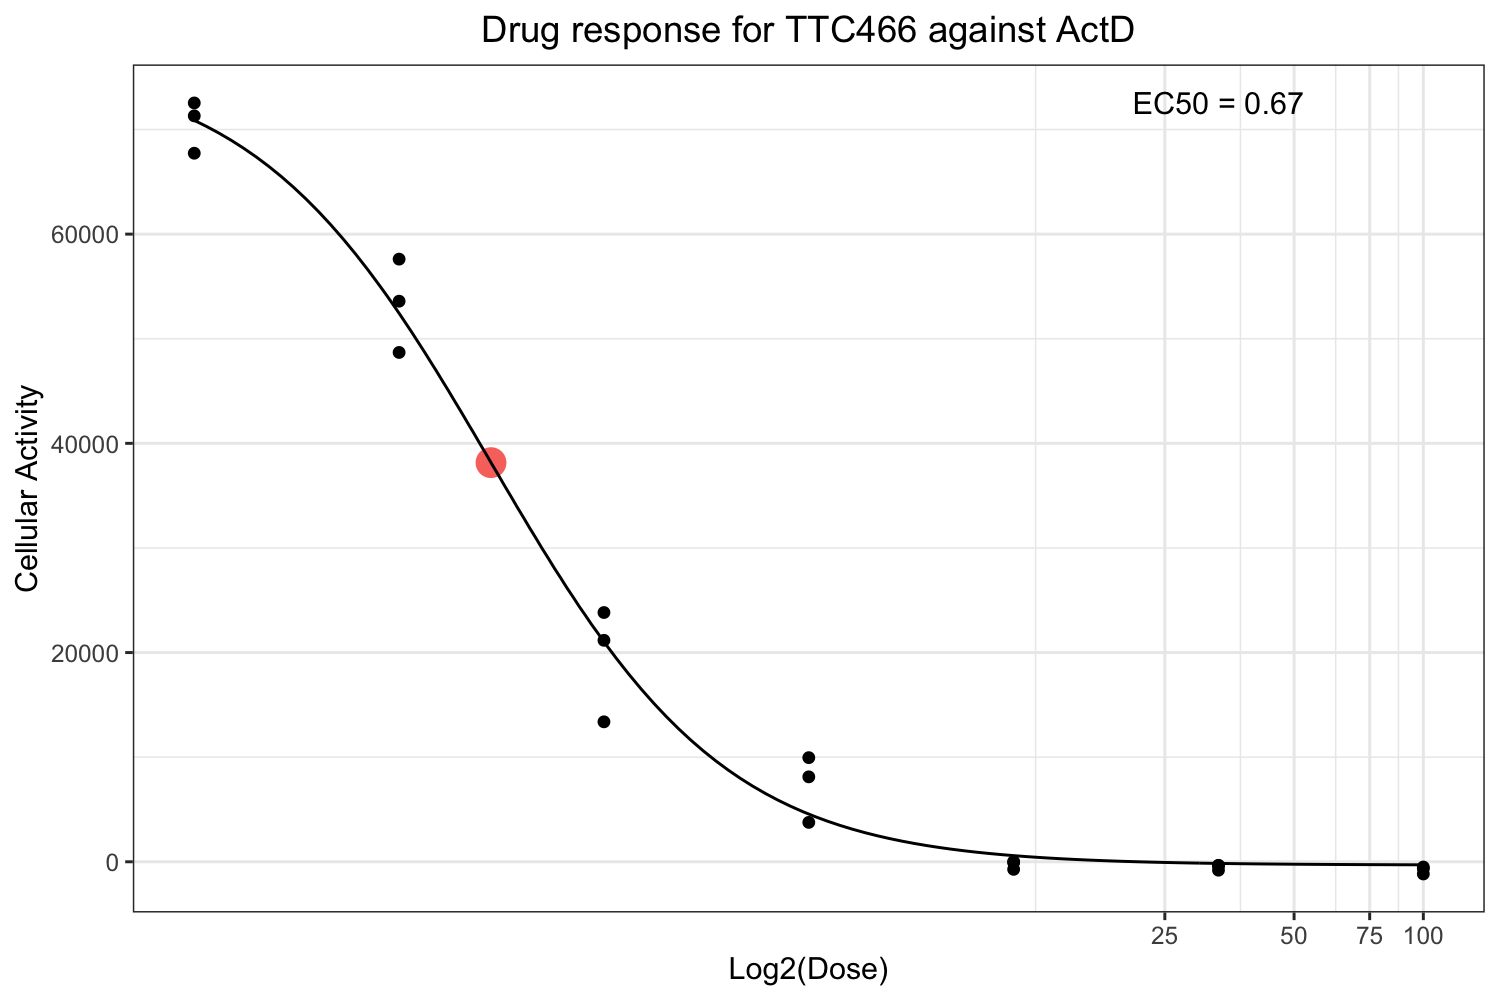 Drug response for TTC466 against ActD
EC50 = 0.67
Cellular Activity
60000
40000
20000
0
25 50 75 100
Log2(Dose)